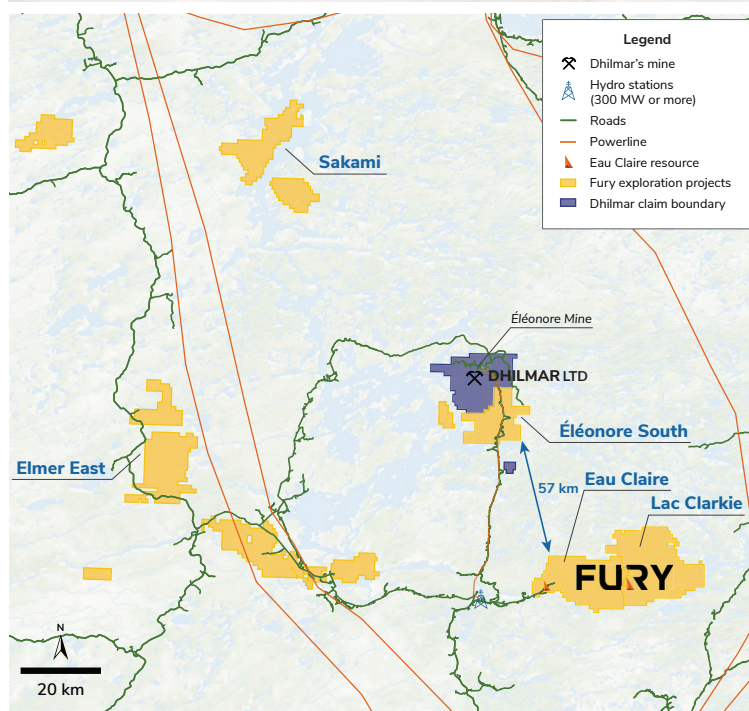 Legend
Dhilmar's mine
Hydro stations
(300 MW or more)
Roads
Powerline
Eau Claire resource
Fury exploration projects
Dhilmar claim boundary
Sakami
Éléonore Mine
DHILMAR LTD
Éléonore South
Elmer East
57 km
Eau Claire
Lac Clarkie
FURY
N
20 km